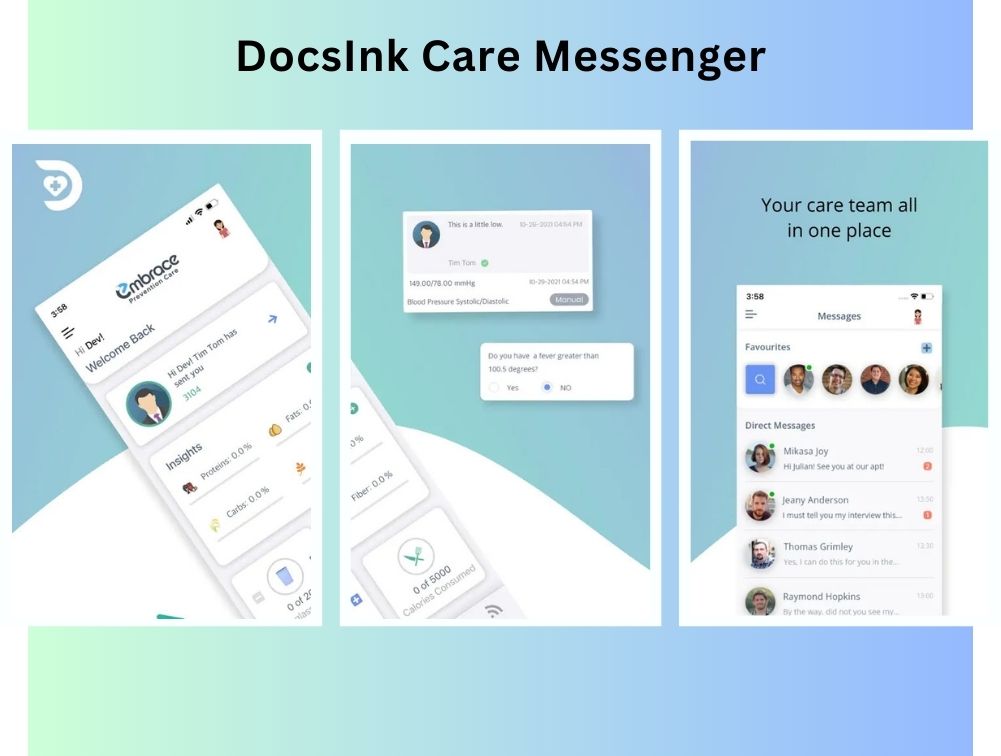 DocsInk Care Messenger
3:58
embrace
Prevention Care
Hi Dev!
Welcome Back
Hi Dev! Tim Tom has
sent you
3104
Insights
Proteins: 0.0 %
Fats: 0.
Carbs: 0.0 %
0 of
This is a little low.
10-29-2021 04:54 PM
Tim Tom
149.00/78.00 mmHg
10-29-2021 04:54 PM
Blood Pressure Systolic/Diastolic
Manual
Do you have a fever greater than
100.5 degrees?
Yes
NO
Fiber: 0.0 %
0 of 5000
Calories Consumed
Your care team all
in one place
3:58
Messages
Favourites
Direct Messages
Mikasa Joy
12:00
Hi Julian! See you at our apt!
2
Jeany Anderson
13:50
I must tell you my interview this...
1
Thomas Grimley
13:30
Yes, I can do this for you in the...
Raymond Hopkins
19:00
By the way, did not you see my...